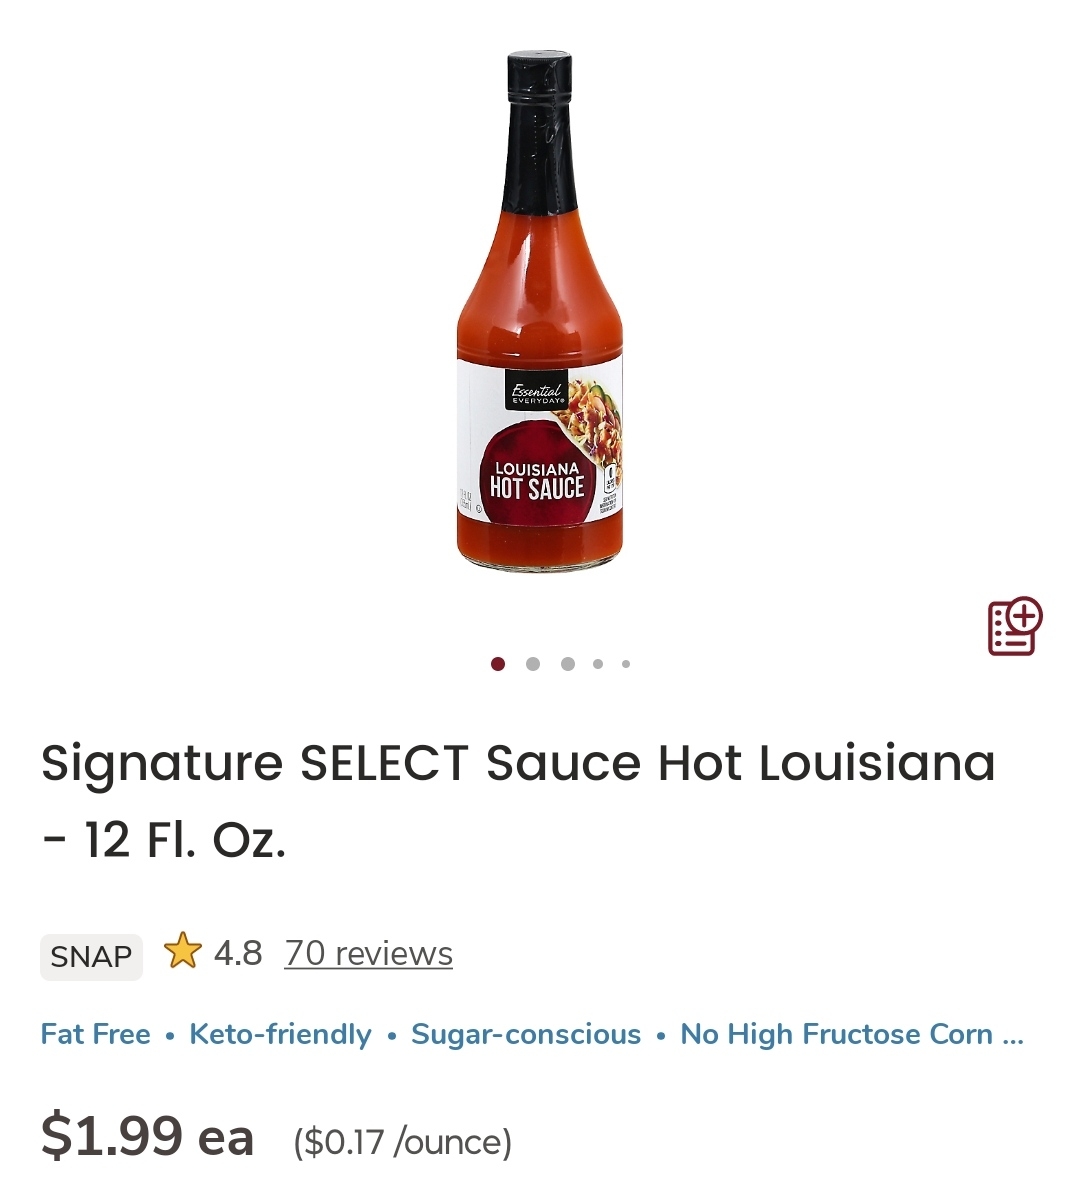 Essential
EVERYDAY®
LOUISIANA
HOT SAUCE
0
Signature SELECT Sauce Hot Louisiana
- 12 Fl. Oz.
SNAP 4.8 70 reviews
Fat Free • Keto-friendly • Sugar-conscious • No High Fructose Corn ...
$1.99 ea ($0.17 /ounce)